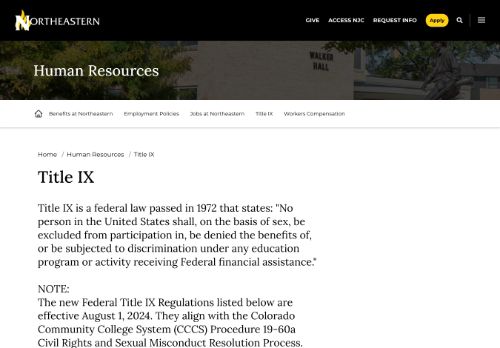 NORTHEASTERN
GIVE ACCESS NJC REQUEST INFO Apply
WALKER
HALL
Human Resources
Benefits at Northeastern Employment Policies Jobs at Northeastern Title IX Workers Compensation
Home / Human Resources / Title IX
Title IX
Title IX is a federal law passed in 1972 that states: "No
person in the United States shall, on the basis of sex, be
excluded from participation in, be denied the benefits of,
or be subjected to discrimination under any education
program or activity receiving Federal financial assistance."
NOTE:
The new Federal Title IX Regulations listed below are
effective August 1, 2024. They align with the Colorado
Community College System (CCCS) Procedure 19-60a
Civil Rights and Sexual Misconduct Resolution Process.